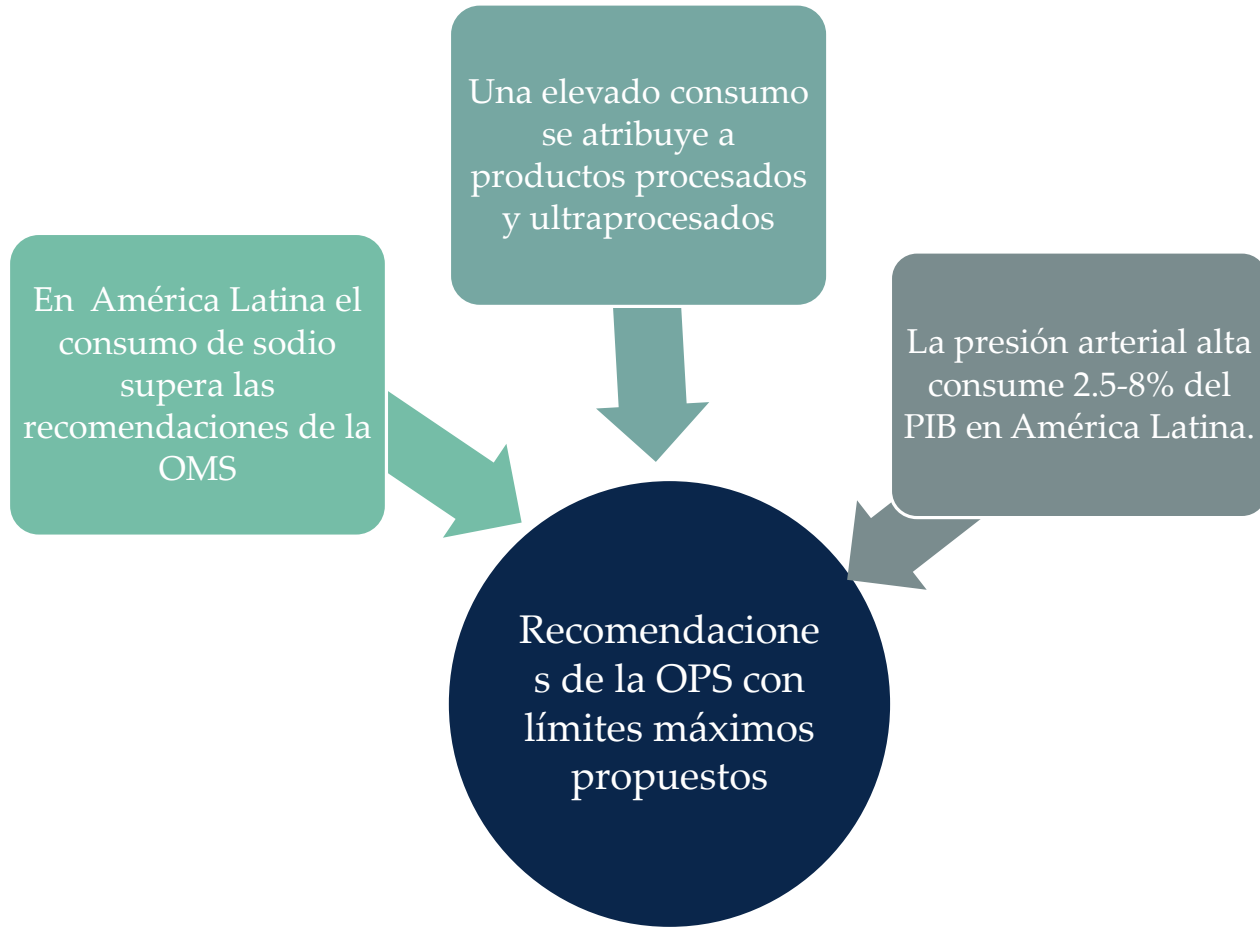 Una elevado consumo
se atribuye a
productos procesados
y ultraprocesados
En América Latina el
consumo de sodio
supera las
recomendaciones de la
OMS
La presión arterial alta
consume 2.5-8% del
PIB en América Latina.
Recomendacione
s de la OPS con
límites máximos
propuestos